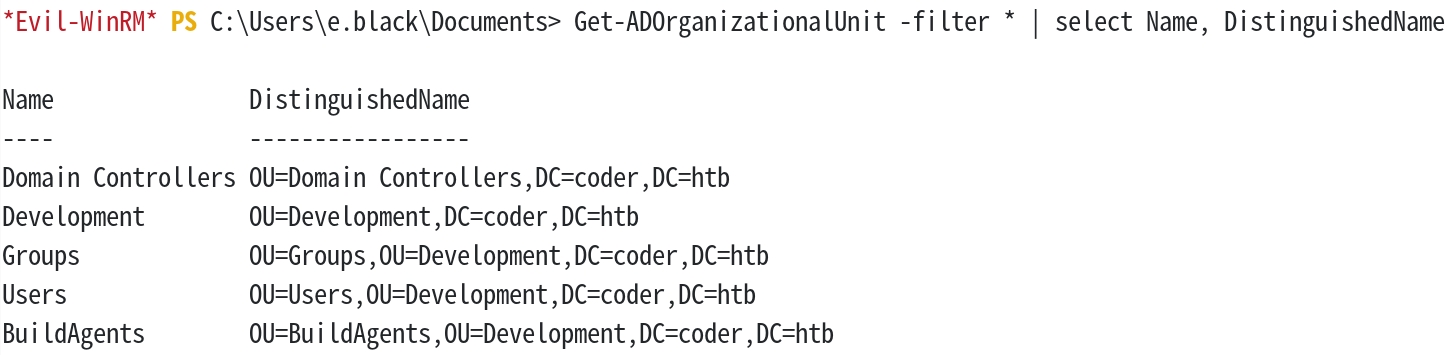 *Evil-WinRM* PS C:\Users\e.black\Documents> Get-ADOrganizationalUnit -filter * | select Name, DistinguishedName
Name DistinguishedName
---- -----------------
Domain Controllers OU=Domain Controllers,DC=coder,DC=htb
Development OU=Development,DC=coder,DC=htb
Groups OU=Groups,OU=Development,DC=coder,DC=htb
Users OU=Users,OU=Development,DC=coder,DC=htb
BuildAgents OU=BuildAgents,OU=Development,DC=coder,DC=htb